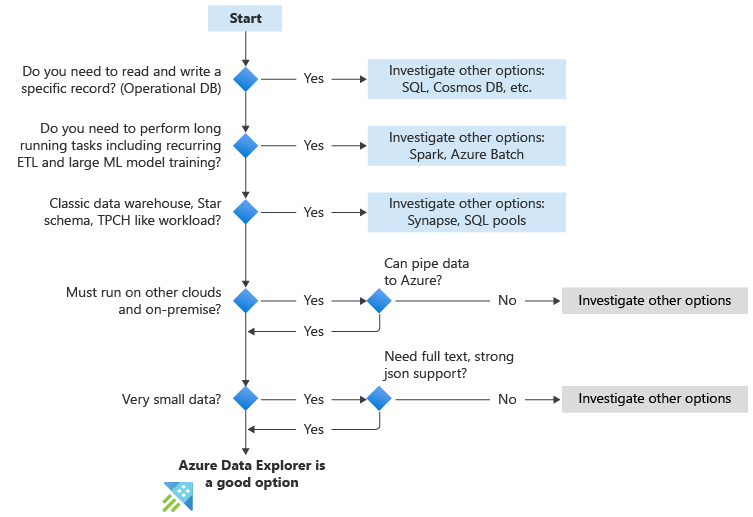 Start
Do you need to read and write a
specific record? (Operational DB)
Yes
Investigate other options:
SQL, Cosmos DB, etc.
Do you need to perform long
running tasks including recurring
ETL and large ML model training?
Yes
Investigate other options:
Spark, Azure Batch
Classic data warehouse, Star
schema, TPCH like workload?
Yes
Investigate other options:
Synapse, SQL pools
Must run on other clouds
and on-premise?
Yes
Can pipe data
to Azure?
No
Investigate other options
Yes
Very small data?
Yes
Need full text, strong
json support?
No
Investigate other options
Yes
Azure Data Explorer is
a good option